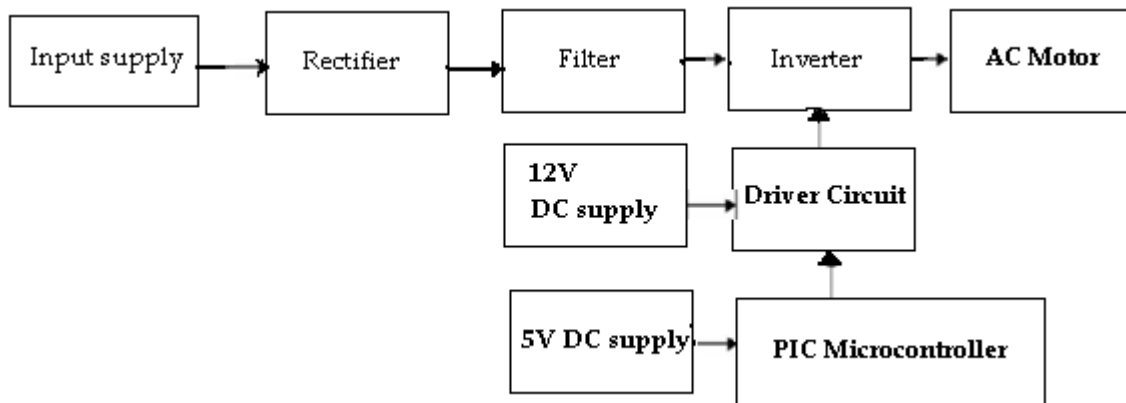 Input supply
Rectifier
Filter
Inverter
AC Motor
12V
DC supply
Driver Circuit
5V DC supply
PIC Microcontroller